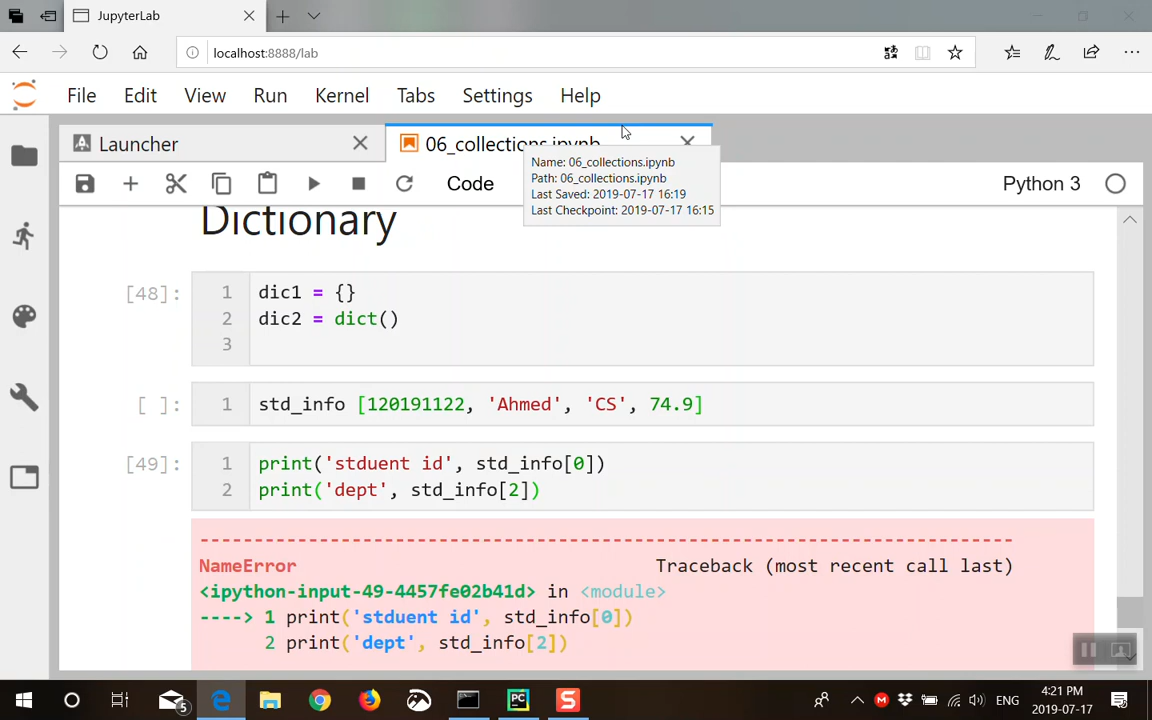 JupyterLab
localhost:8888/lab
File Edit View Run Kernel Tabs Settings Help
Launcher
06_collections.ipynb
Name: 06_collections.ipynb
Path: 06_collections.ipynb
Last Saved: 2019-07-17 16:19
Last Checkpoint: 2019-07-17 16:15
Code
Python 3
Dictionary
[48]:
1 dic1 = {}
2 dic2 = dict()
3
[ ]:
1 std_info [120191122, 'Ahmed', 'CS', 74.9]
[49]:
1 print('stduent id', std_info[0])
2 print('dept', std_info[2])
---------------------------------------------------------------------------
NameError Traceback (most recent call last)
<ipython-input-49-4457fe02b41d> in <module>
----> 1 print('stduent id', std_info[0])
2 print('dept', std_info[2])
5
PC
S
M
ENG
4:21 PM
2019-07-17